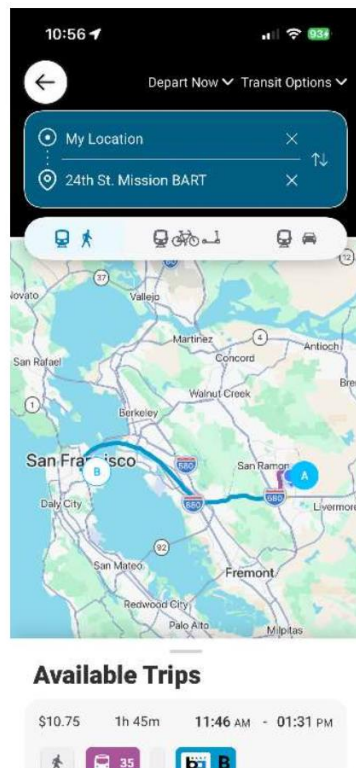 10:56
93
Depart Now Transit Options
My Location
24th St. Mission BART
12
37
Novato
Vallejo
Martinez
4
Antioch
San Rafael
Concord
Bre
1
Walnut Creek
Berkeley
San Francisco
B
680
San Ramon
A
Daly City
580
680
Livermore
92
San Mateo
Fremont
Redwood City
Palo Alto
Milpitas
Available Trips
$10.75 1h 45m 11:46 AM - 01:31 PM
35 ba B